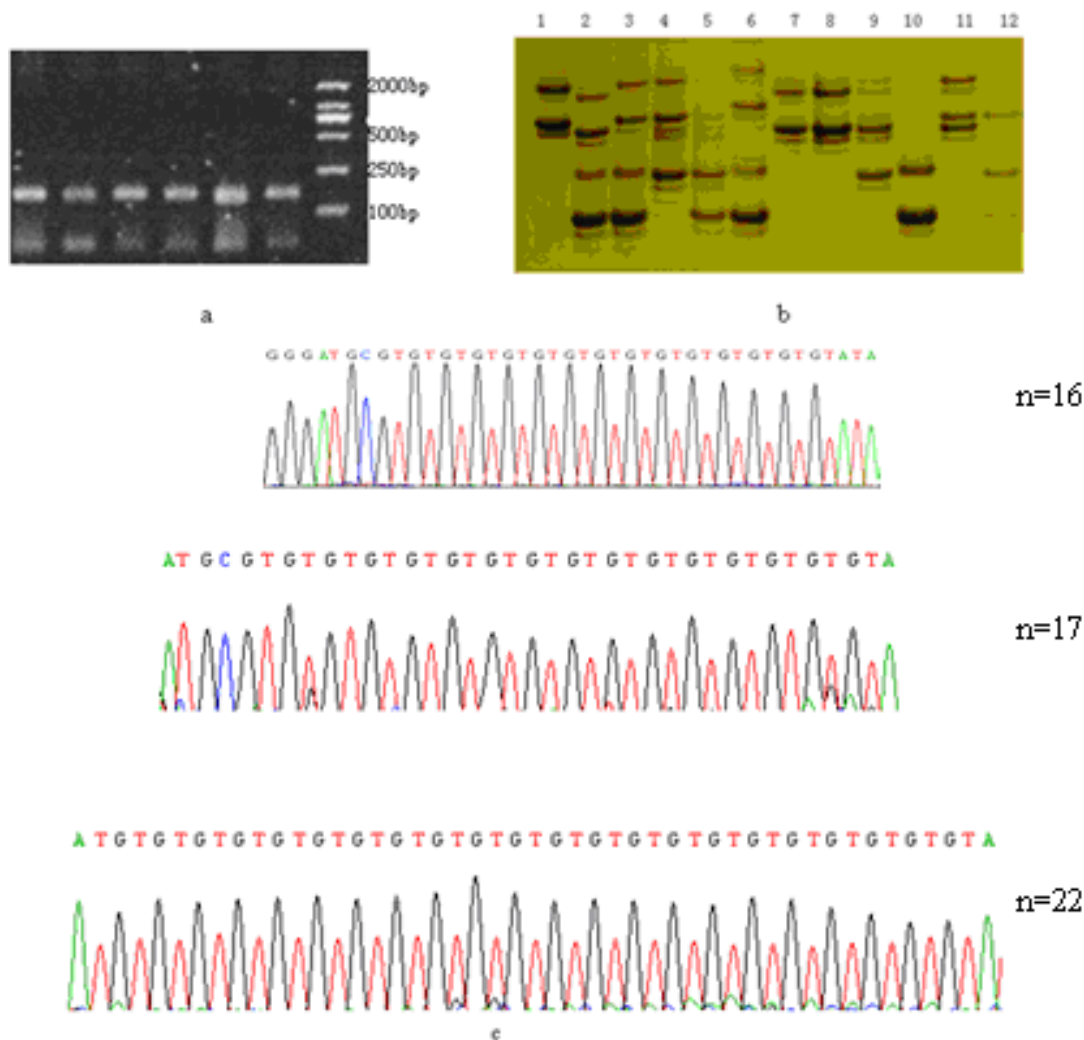 1 2 3 4 5 6 7 8 9 10 11 12
2000bp
500bp
250bp
100bp
a
b
G G G A T G C G T G T G T G T G T G T G T G T G T G T G T G T G T G T G T A T A
n=16
A T G C G T G T G T G T G T G T G T G T G T G T G T G T G T G T G T G T A
n=17
A T G T G T G T G T G T G T G T G T G T G T G T G T G T G T G T G T G T G T G T G T G T G T A
n=22
c